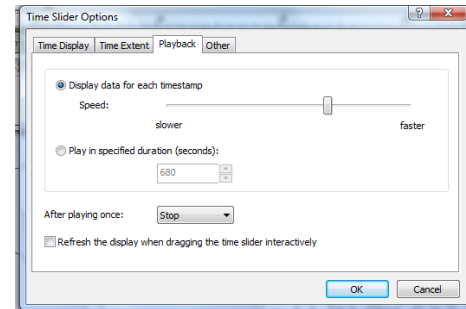 Time Slider Options
Time Display Time Extent Playback Other
Display data for each timestamp
Speed:
slower faster
Play in specified duration (seconds):
680
After playing once: Stop
Refresh the display when dragging the time slider interactively
OK Cancel